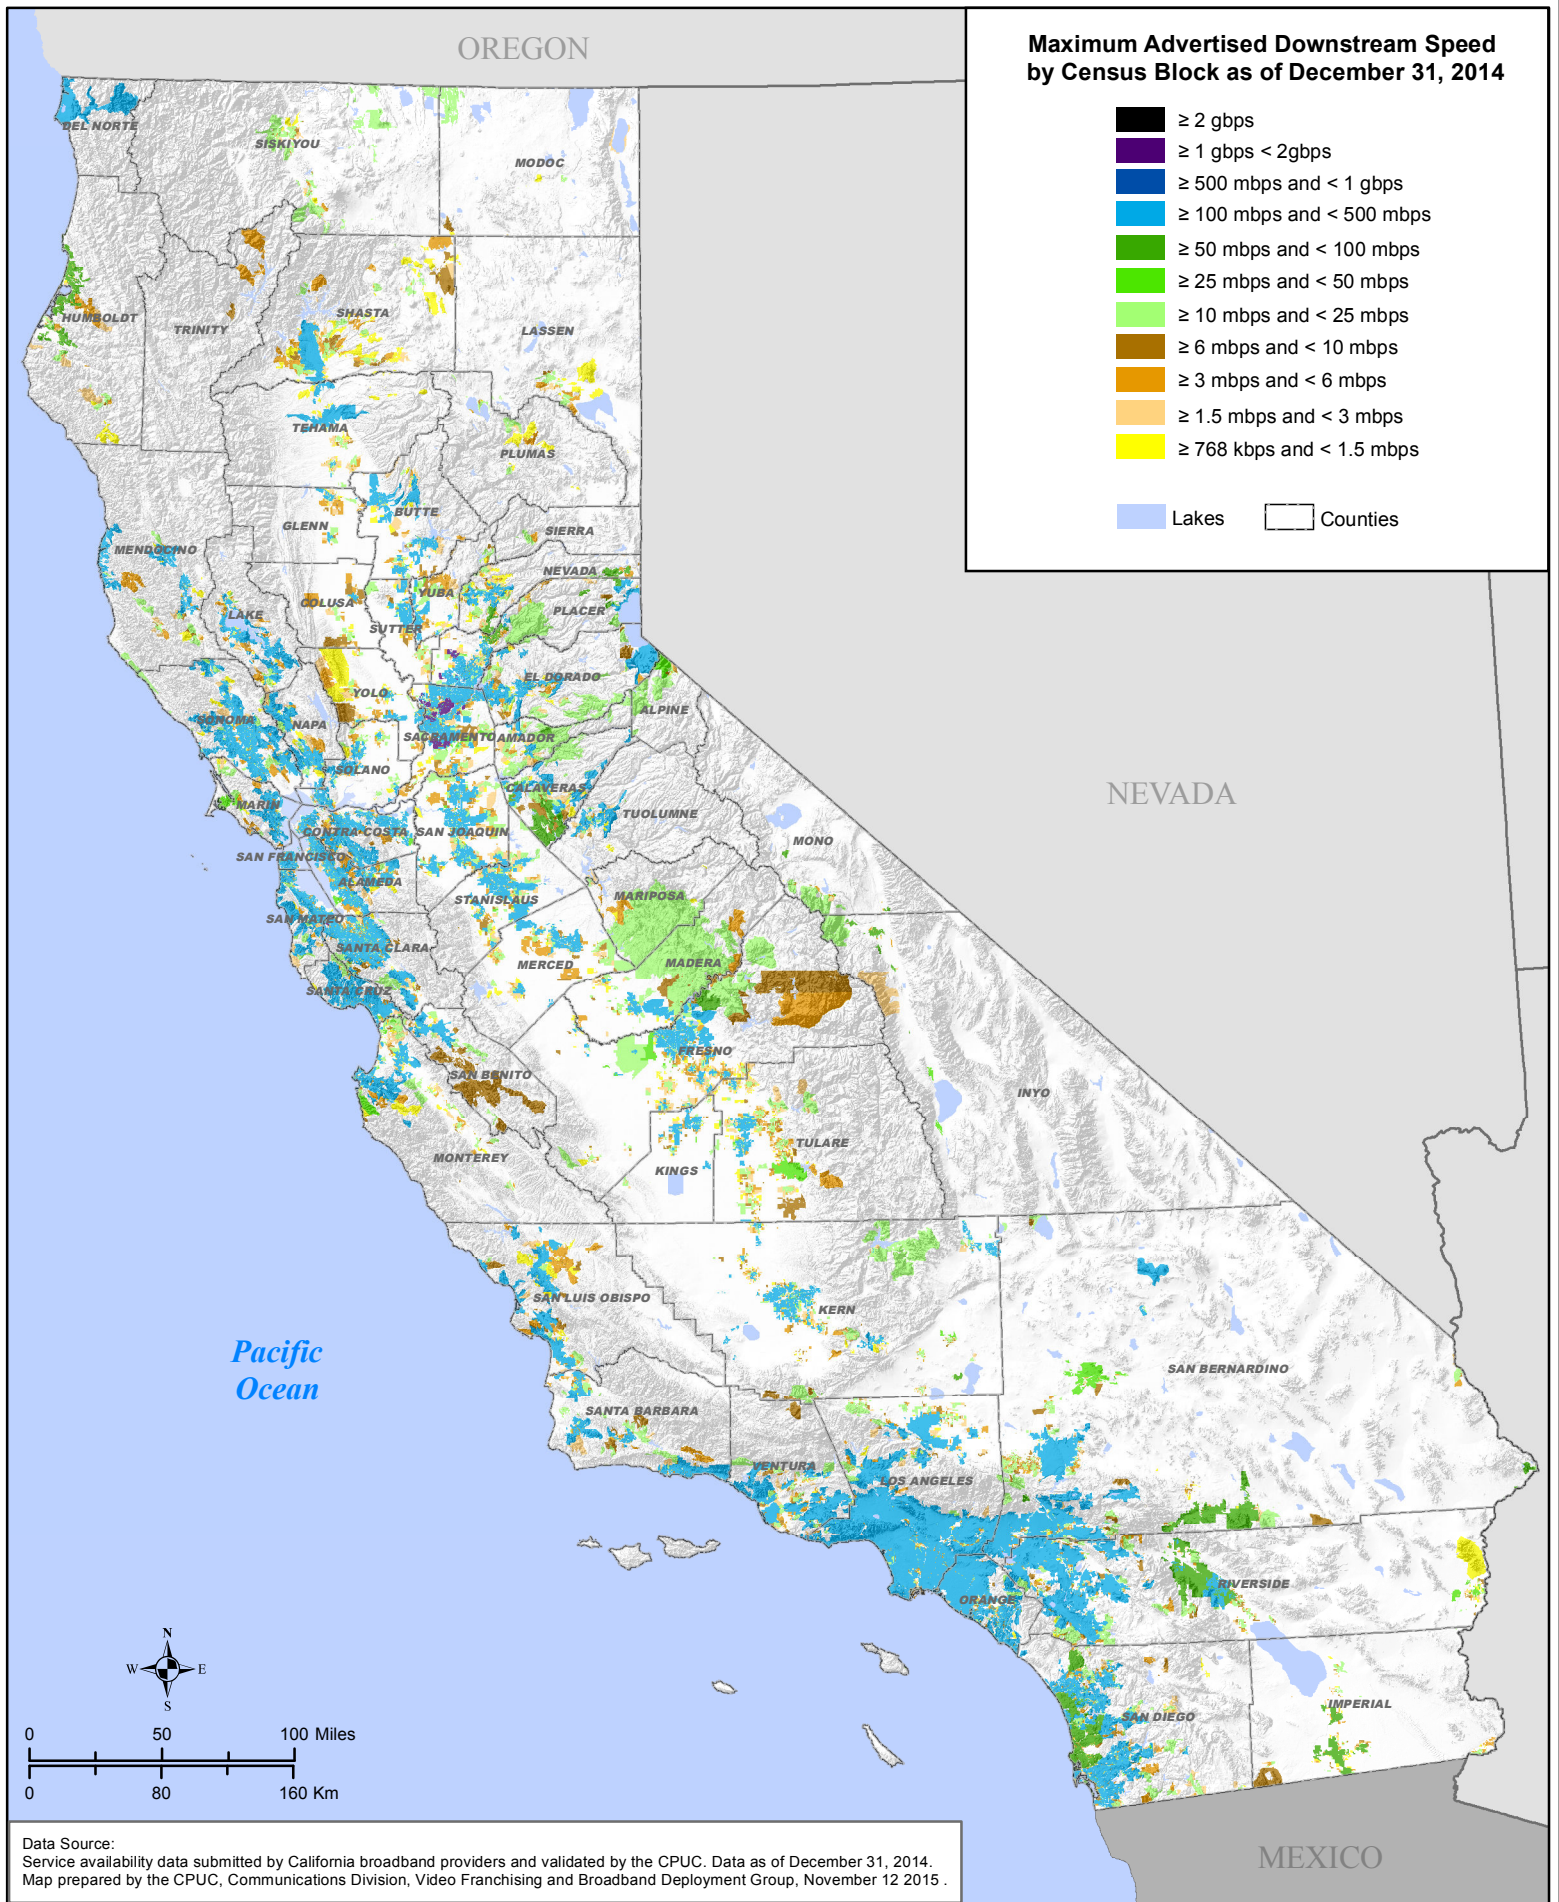 OREGON
Maximum Advertised Downstream Speed
by Census Block as of December 31, 2014
≥ 2 gbps
≥ 1 gbps < 2gbps
≥ 500 mbps and < 1 gbps
≥ 100 mbps and < 500 mbps
≥ 50 mbps and < 100 mbps
≥ 25 mbps and < 50 mbps
≥ 10 mbps and < 25 mbps
≥ 6 mbps and < 10 mbps
≥ 3 mbps and < 6 mbps
≥ 1.5 mbps and < 3 mbps
≥ 768 kbps and < 1.5 mbps
Lakes
Counties
DEL NORTE
SISKIYOU
MODOC
HUMBOLDT
TRINITY
SHASTA
LASSEN
TEHAMA
PLUMAS
GLENN
BUTTE
SIERRA
MENDOCINO
NEVADA
COLUSA
YUBA
PLACER
LAKE
SUTTER
EL DORADO
YOLO
ALPINE
SONOMA
NAPA
SACRAMENTO
AMADOR
SOLANO
CALAVERAS
NEVADA
MARIN
TUOLUMNE
CONTRA COSTA
SAN JOAQUIN
MONO
SAN FRANCISCO
ALAMEDA
STANISLAUS
MARIPOSA
SAN MATEO
SANTA CLARA
MERCED
MADERA
SANTA CRUZ
FRESNO
SAN BENITO
INYO
TULARE
MONTEREY
KINGS
SAN LUIS OBISPO
KERN
Pacific
Ocean
SAN BERNARDINO
SANTA BARBARA
VENTURA
LOS ANGELES
RIVERSIDE
ORANGE
IMPERIAL
SAN DIEGO
N
W
E
S
0
50
100 Miles
0
80
160 Km
MEXICO
Data Source:
Service availability data submitted by California broadband providers and validated by the CPUC. Data as of December 31, 2014.
Map prepared by the CPUC, Communications Division, Video Franchising and Broadband Deployment Group, November 12 2015 .